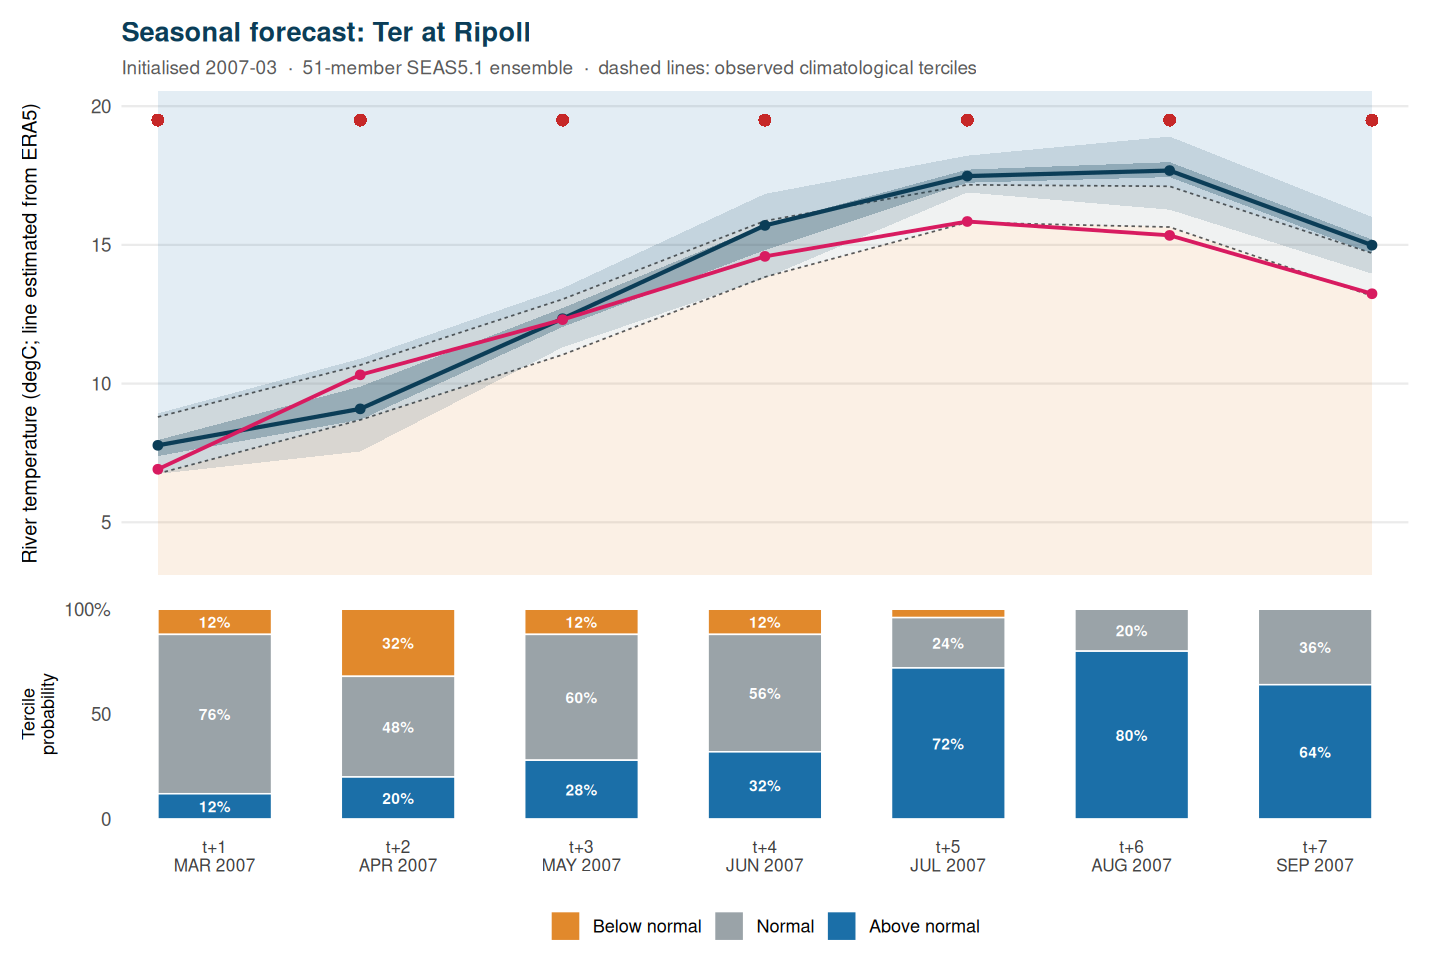 Seasonal forecast: Ter at Ripoll
Initialised 2007-03 · 51-member SEAS5.1 ensemble · dashed lines: observed climatological terciles
River temperature (degC; line estimated from ERA5)
20
15
10
5
Tercile
probability
100%
50
0
12% 32% 12% 12% 24% 20% 36%
76% 48% 60% 56% 72% 80% 64%
12% 20% 28% 32%
t+1 t+2 t+3 t+4 t+5 t+6 t+7
MAR 2007 APR 2007 MAY 2007 JUN 2007 JUL 2007 AUG 2007 SEP 2007
Below normal Normal Above normal